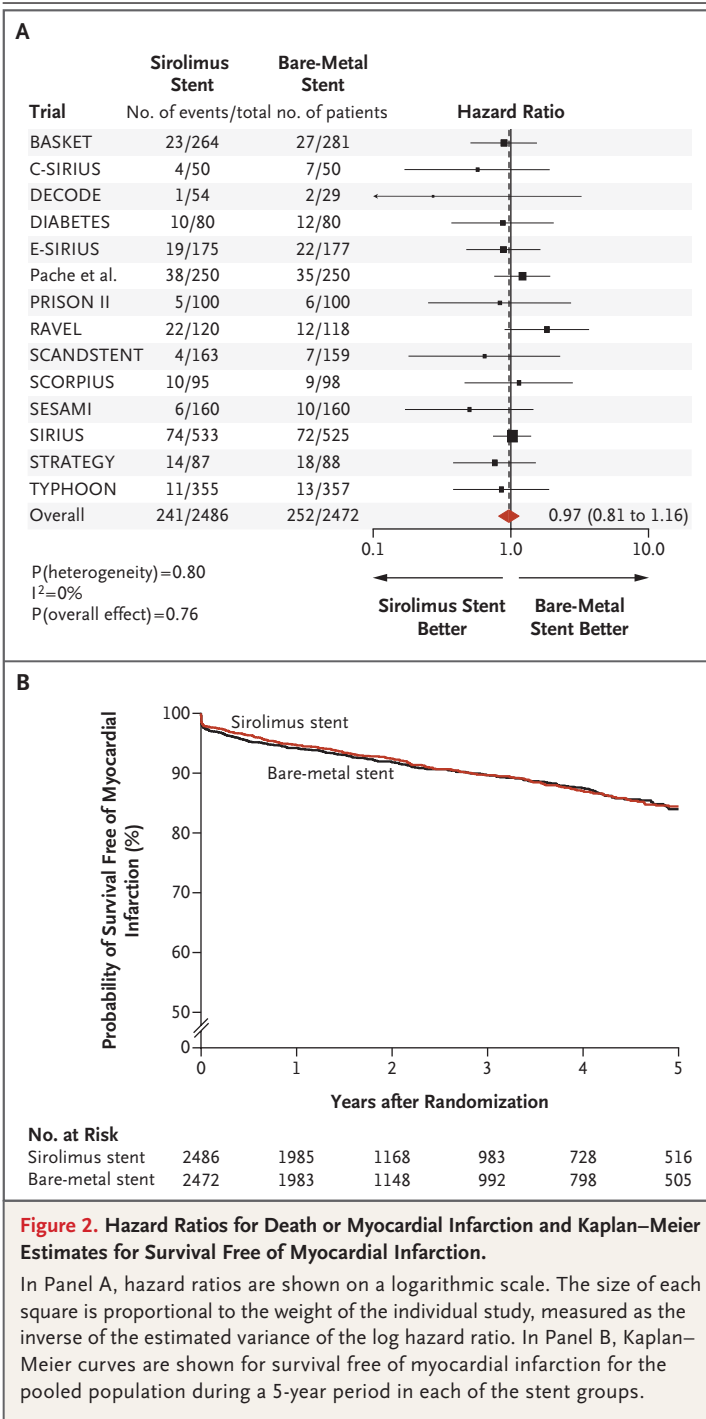 A
Sirolimus Stent Bare-Metal Stent
Trial No. of events/total no. of patients Hazard Ratio
BASKET 23/264 27/281
C-SIRIUS 4/50 7/50
DECODE 1/54 2/29
DIABETES 10/80 12/80
E-SIRIUS 19/175 22/177
Pache et al. 38/250 35/250
PRISON II 5/100 6/100
RAVEL 22/120 12/118
SCANDSTENT 4/163 7/159
SCORPIUS 10/95 9/98
SESAMI 6/160 10/160
SIRIUS 74/533 72/525
STRATEGY 14/87 18/88
TYPHOON 11/355 13/357
Overall 241/2486 252/2472 0.97 (0.81 to 1.16)
0.1 1.0 10.0
P(heterogeneity)=0.80
I²=0%
P(overall effect)=0.76
Sirolimus Stent Better
Bare-Metal Stent Better
B
Probability of Survival Free of Myocardial
Infarction (%)
100
90
80
70
60
50
0
Sirolimus stent
Bare-metal stent
0 1 2 3 4 5
Years after Randomization
No. at Risk
Sirolimus stent 2486 1985 1168 983 728 516
Bare-metal stent 2472 1983 1148 992 798 505
Figure 2. Hazard Ratios for Death or Myocardial Infarction and Kaplan–Meier
Estimates for Survival Free of Myocardial Infarction.
In Panel A, hazard ratios are shown on a logarithmic scale. The size of each
square is proportional to the weight of the individual study, measured as the
inverse of the estimated variance of the log hazard ratio. In Panel B, Kaplan–
Meier curves are shown for survival free of myocardial infarction for the
pooled population during a 5-year period in each of the stent groups.